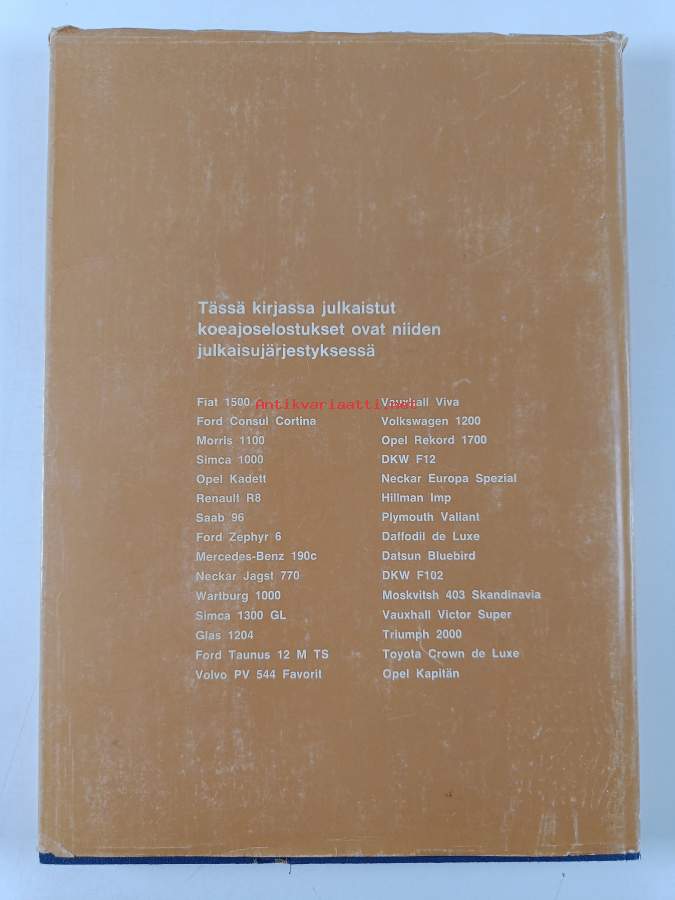 Tässä kirjassa julkaistut
koeajoselostukset ovat niiden
julkaisujärjestyksessä
Fiat 1500
Ford Consul Cortina
Morris 1100
Simca 1000
Opel Kadett
Renault R8
Saab 96
Ford Zephyr 6
Mercedes-Benz 190c
Neckar Jagst 770
Wartburg 1000
Simca 1300 GL
Glas 1204
Ford Taunus 12 M TS
Volvo PV 544 Favorit
Antikvariaatti.net
Vauxhall Viva
Volkswagen 1200
Opel Rekord 1700
DKW F12
Neckar Europa Spezial
Hillman Imp
Plymouth Valiant
Daffodil de Luxe
Datsun Bluebird
DKW F102
Moskvitsh 403 Skandinavia
Vauxhall Victor Super
Triumph 2000
Toyota Crown de Luxe
Opel Kapitän